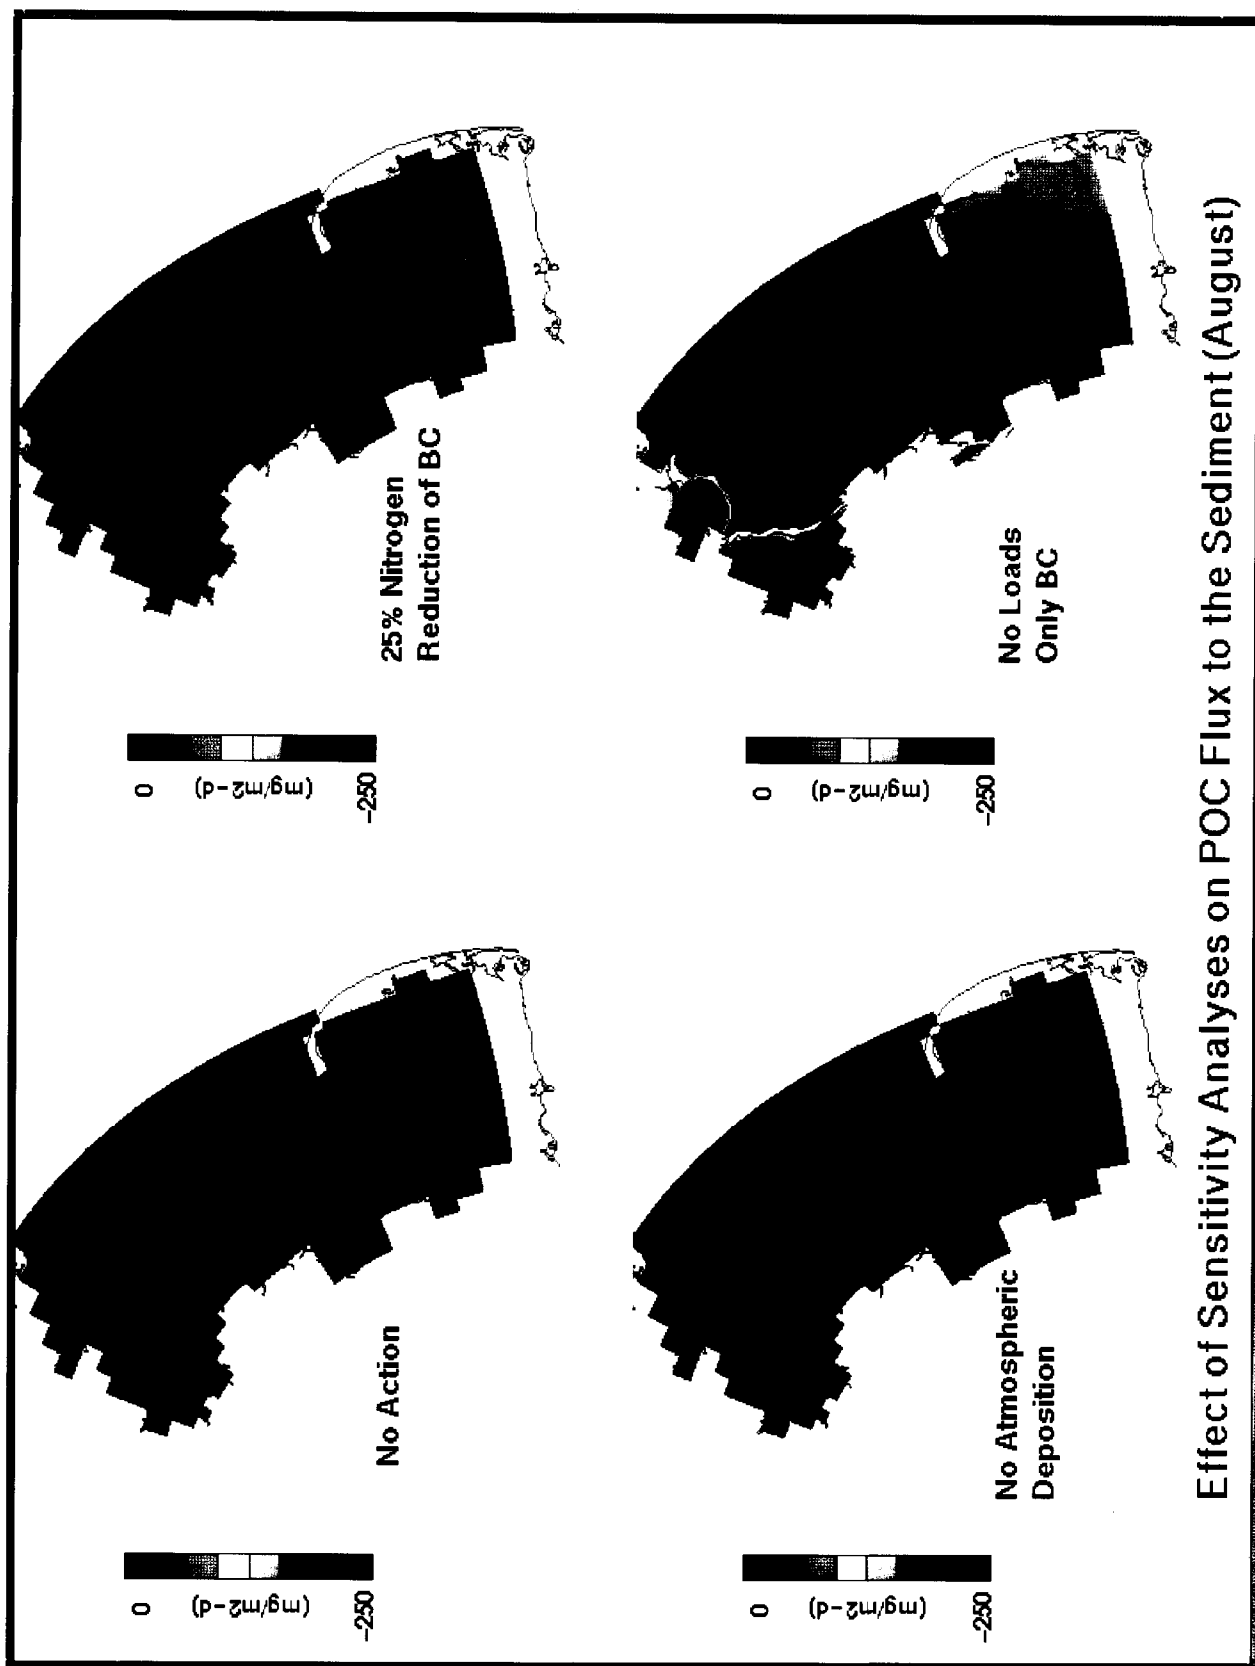 0
(mg/m2-d)
-250
No Action
0
(mg/m2-d)
-250
25% Nitrogen
Reduction of BC
0
(mg/m2-d)
-250
No Atmospheric
Deposition
0
(mg/m2-d)
-250
No Loads
Only BC
Effect of Sensitivity Analyses on POC Flux to the Sediment (August)